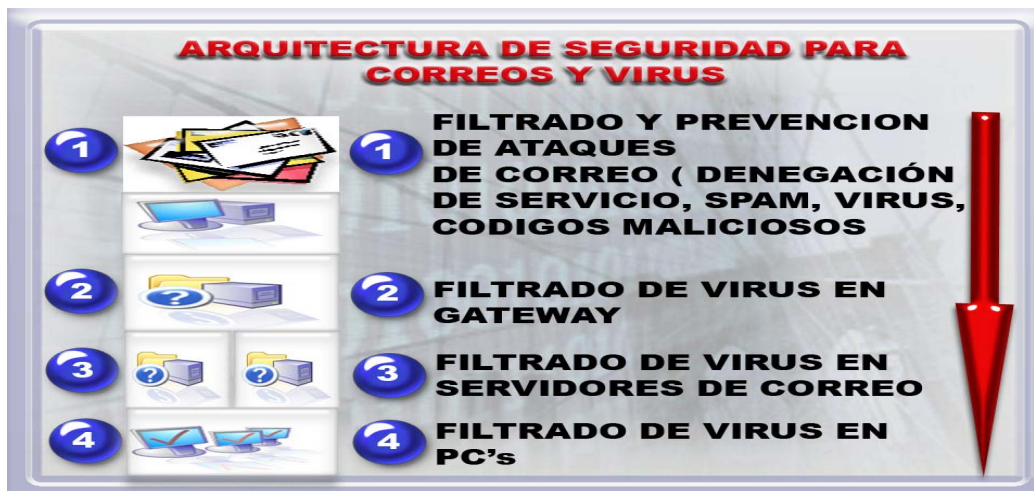 ARQUITECTURA DE SEGURIDAD PARA
CORREOS Y VIRUS
1
1
FILTRADO Y PREVENCION
DE ATAQUES
DE CORREO ( DENEGACIÓN
DE SERVICIO, SPAM, VIRUS,
CODIGOS MALICIOSOS
2
2
FILTRADO DE VIRUS EN
GATEWAY
3
3
FILTRADO DE VIRUS EN
SERVIDORES DE CORREO
4
4
FILTRADO DE VIRUS EN
PC's